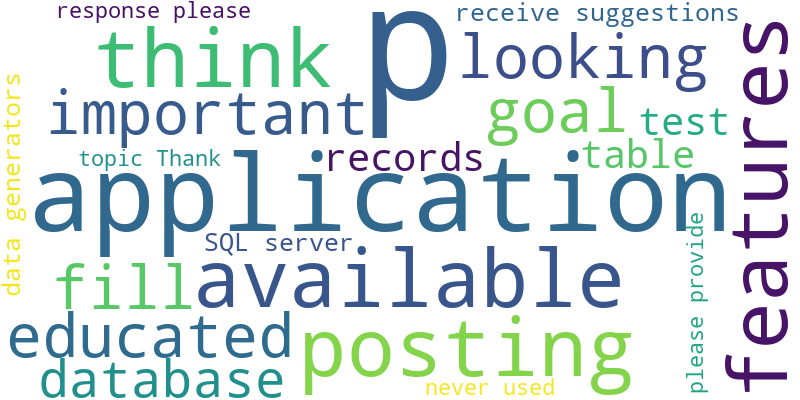 response please
p
receive suggestions
think
looking
features
important
goal
test
data generators
topic Thank
records
table
application
SQL server
please provide
fill
available
educated
posting
database
never used